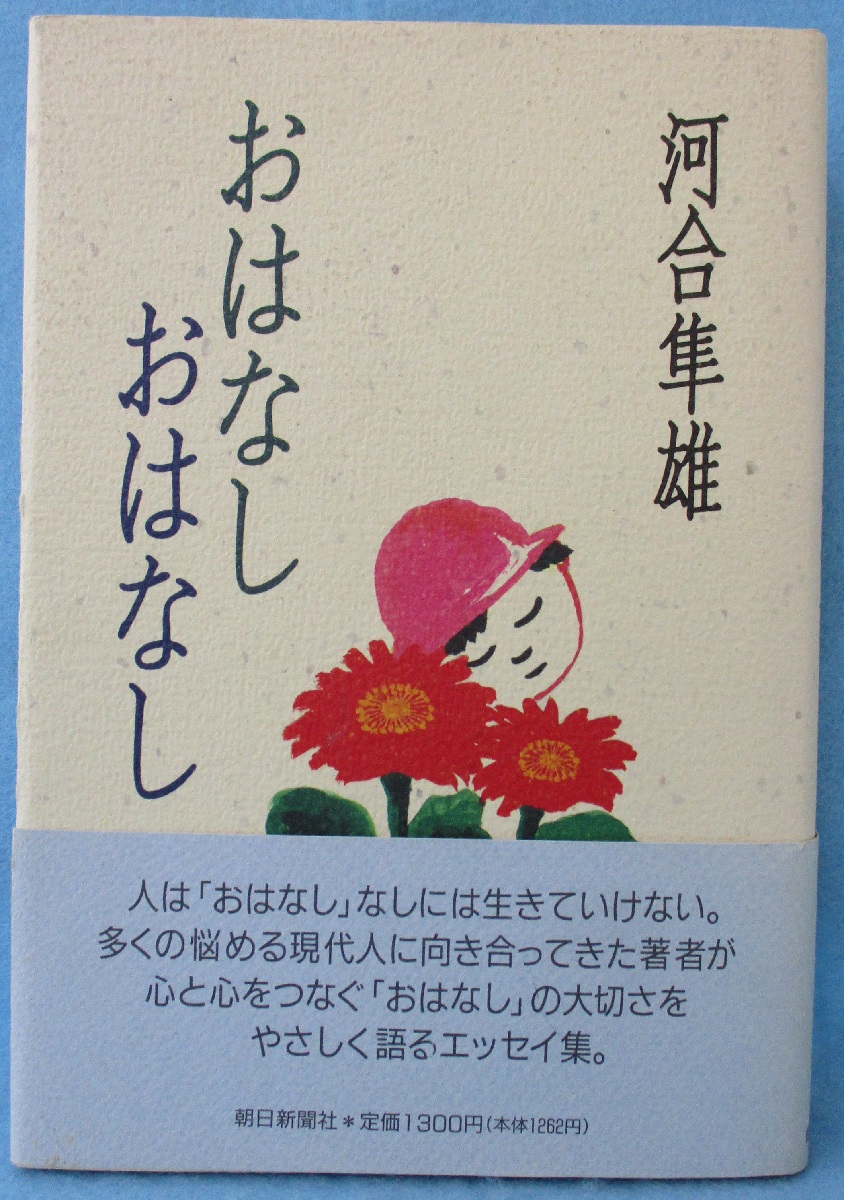 河合隼雄
おはなし
おはなし
人は「おはなし」なしには生きていけない。
多くの悩める現代人に向き合ってきた著者が
心と心をつなぐ「おはなし」の大切さを
やさしく語るエッセイ集。
朝日新聞社*定価1300円(本体1262円)